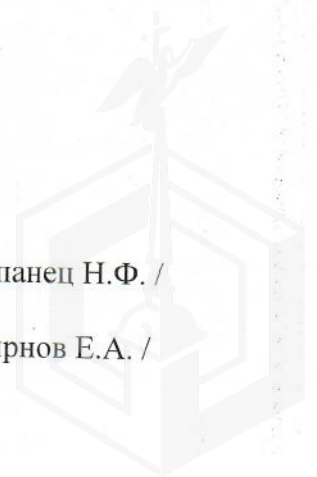 панец Н.Ф. /
рнов Е.А. /